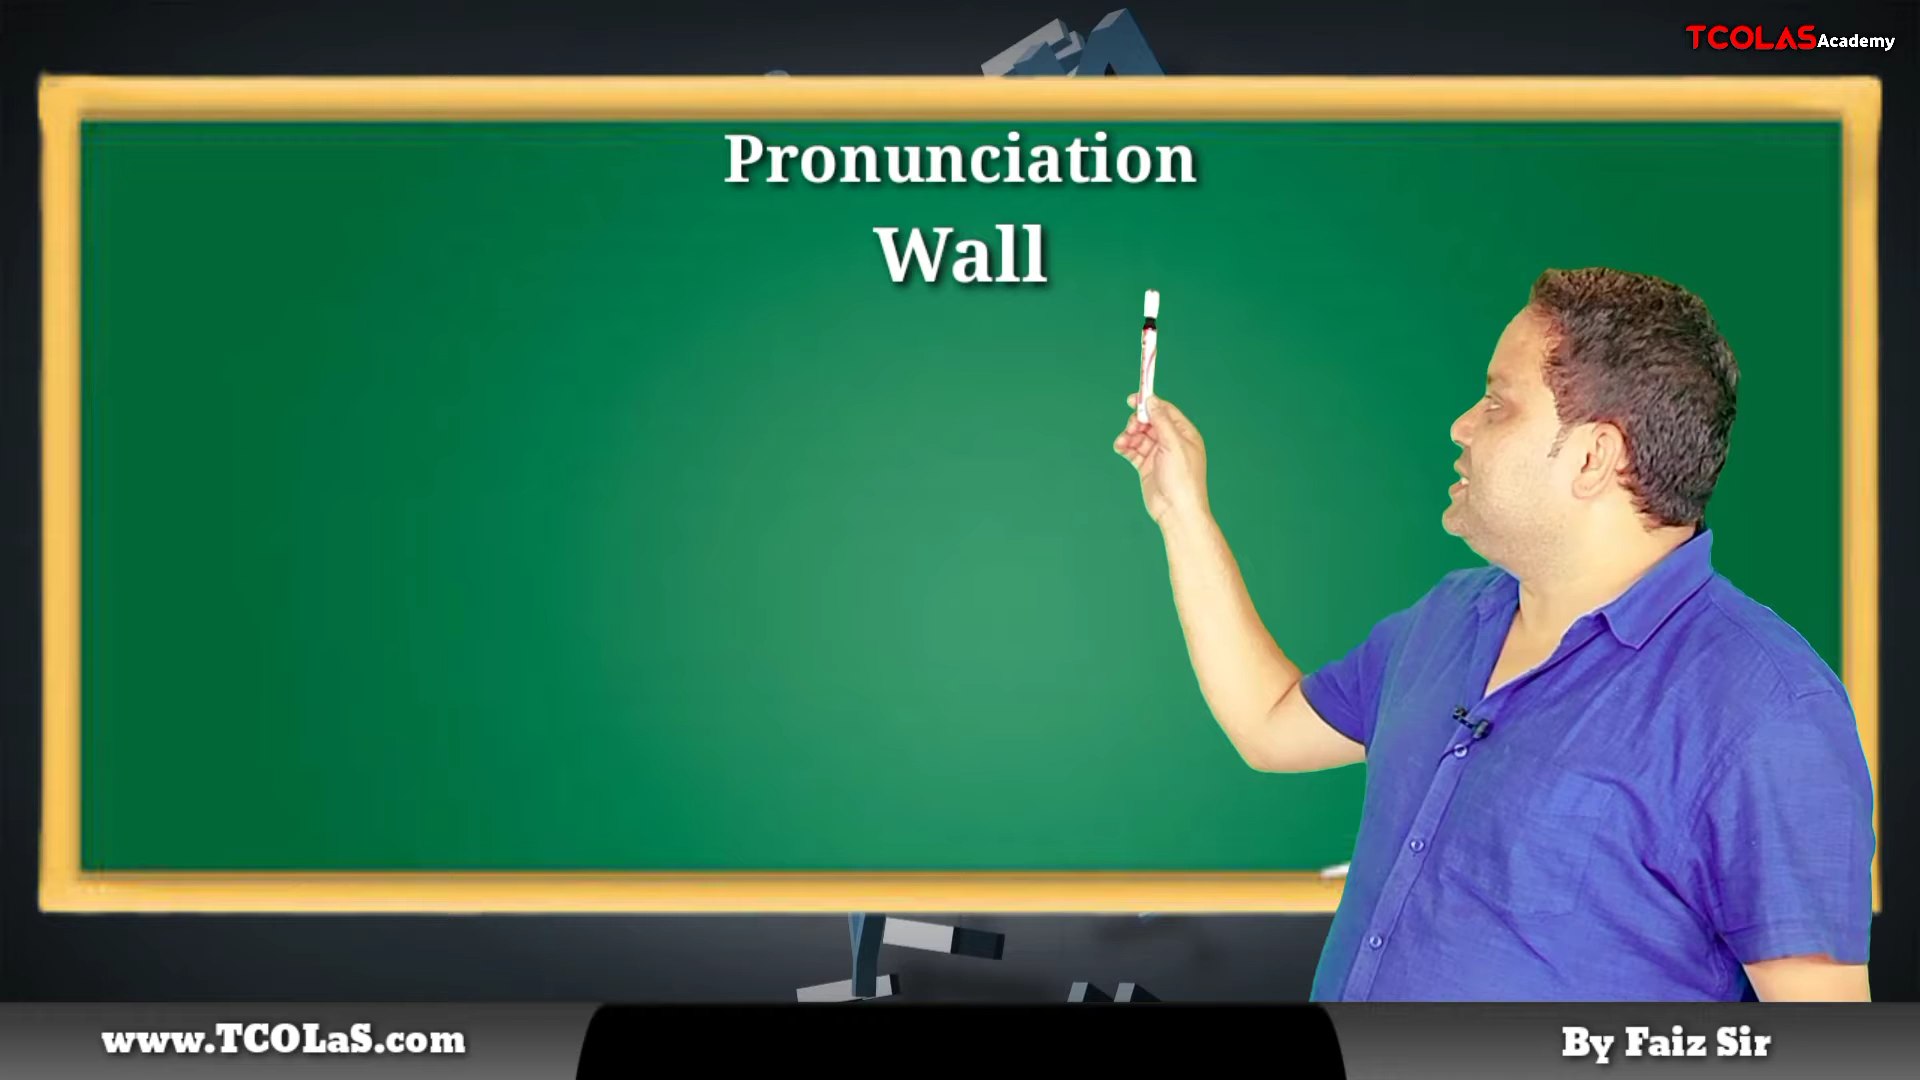 TCOLAS Academy
Pronunciation
Wall
www.TCOLaS.com
By Faiz Sir